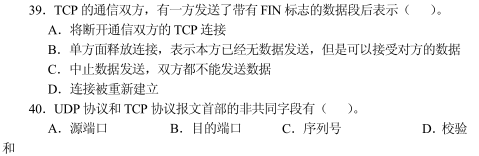 39．TCP 的通信双方，有一方发送了带有 FIN 标志的数据段后表示（ ）。
A．将断开通信双方的 TCP 连接
B．单方面释放连接，表示本方已经无数据发送，但是可以接受对方的数据
C．中止数据发送，双方都不能发送数据
D．连接被重新建立
40．UDP 协议和 TCP 协议报文首部的非共同字段有（ ）。
A．源端口 B．目的端口 C．序列号 D. 校验
和